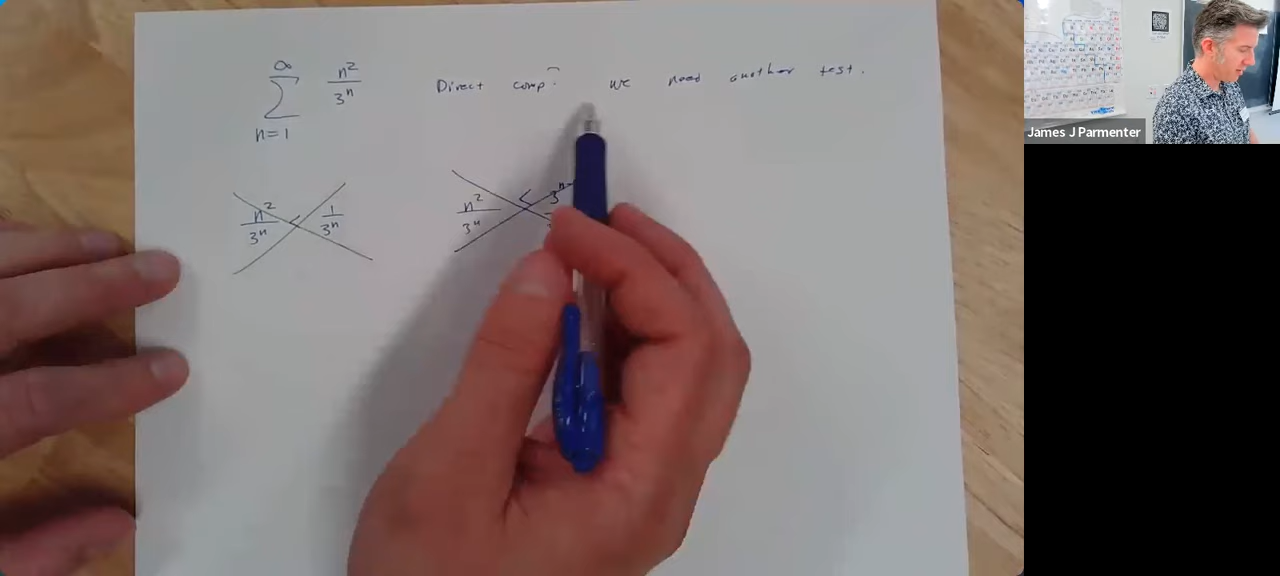 ∞
∑ n²/3ⁿ Direct comp? We need another test.
n=1
n²/3ⁿ < 1/3ⁿ n²/3ⁿ <
James J Parmenter